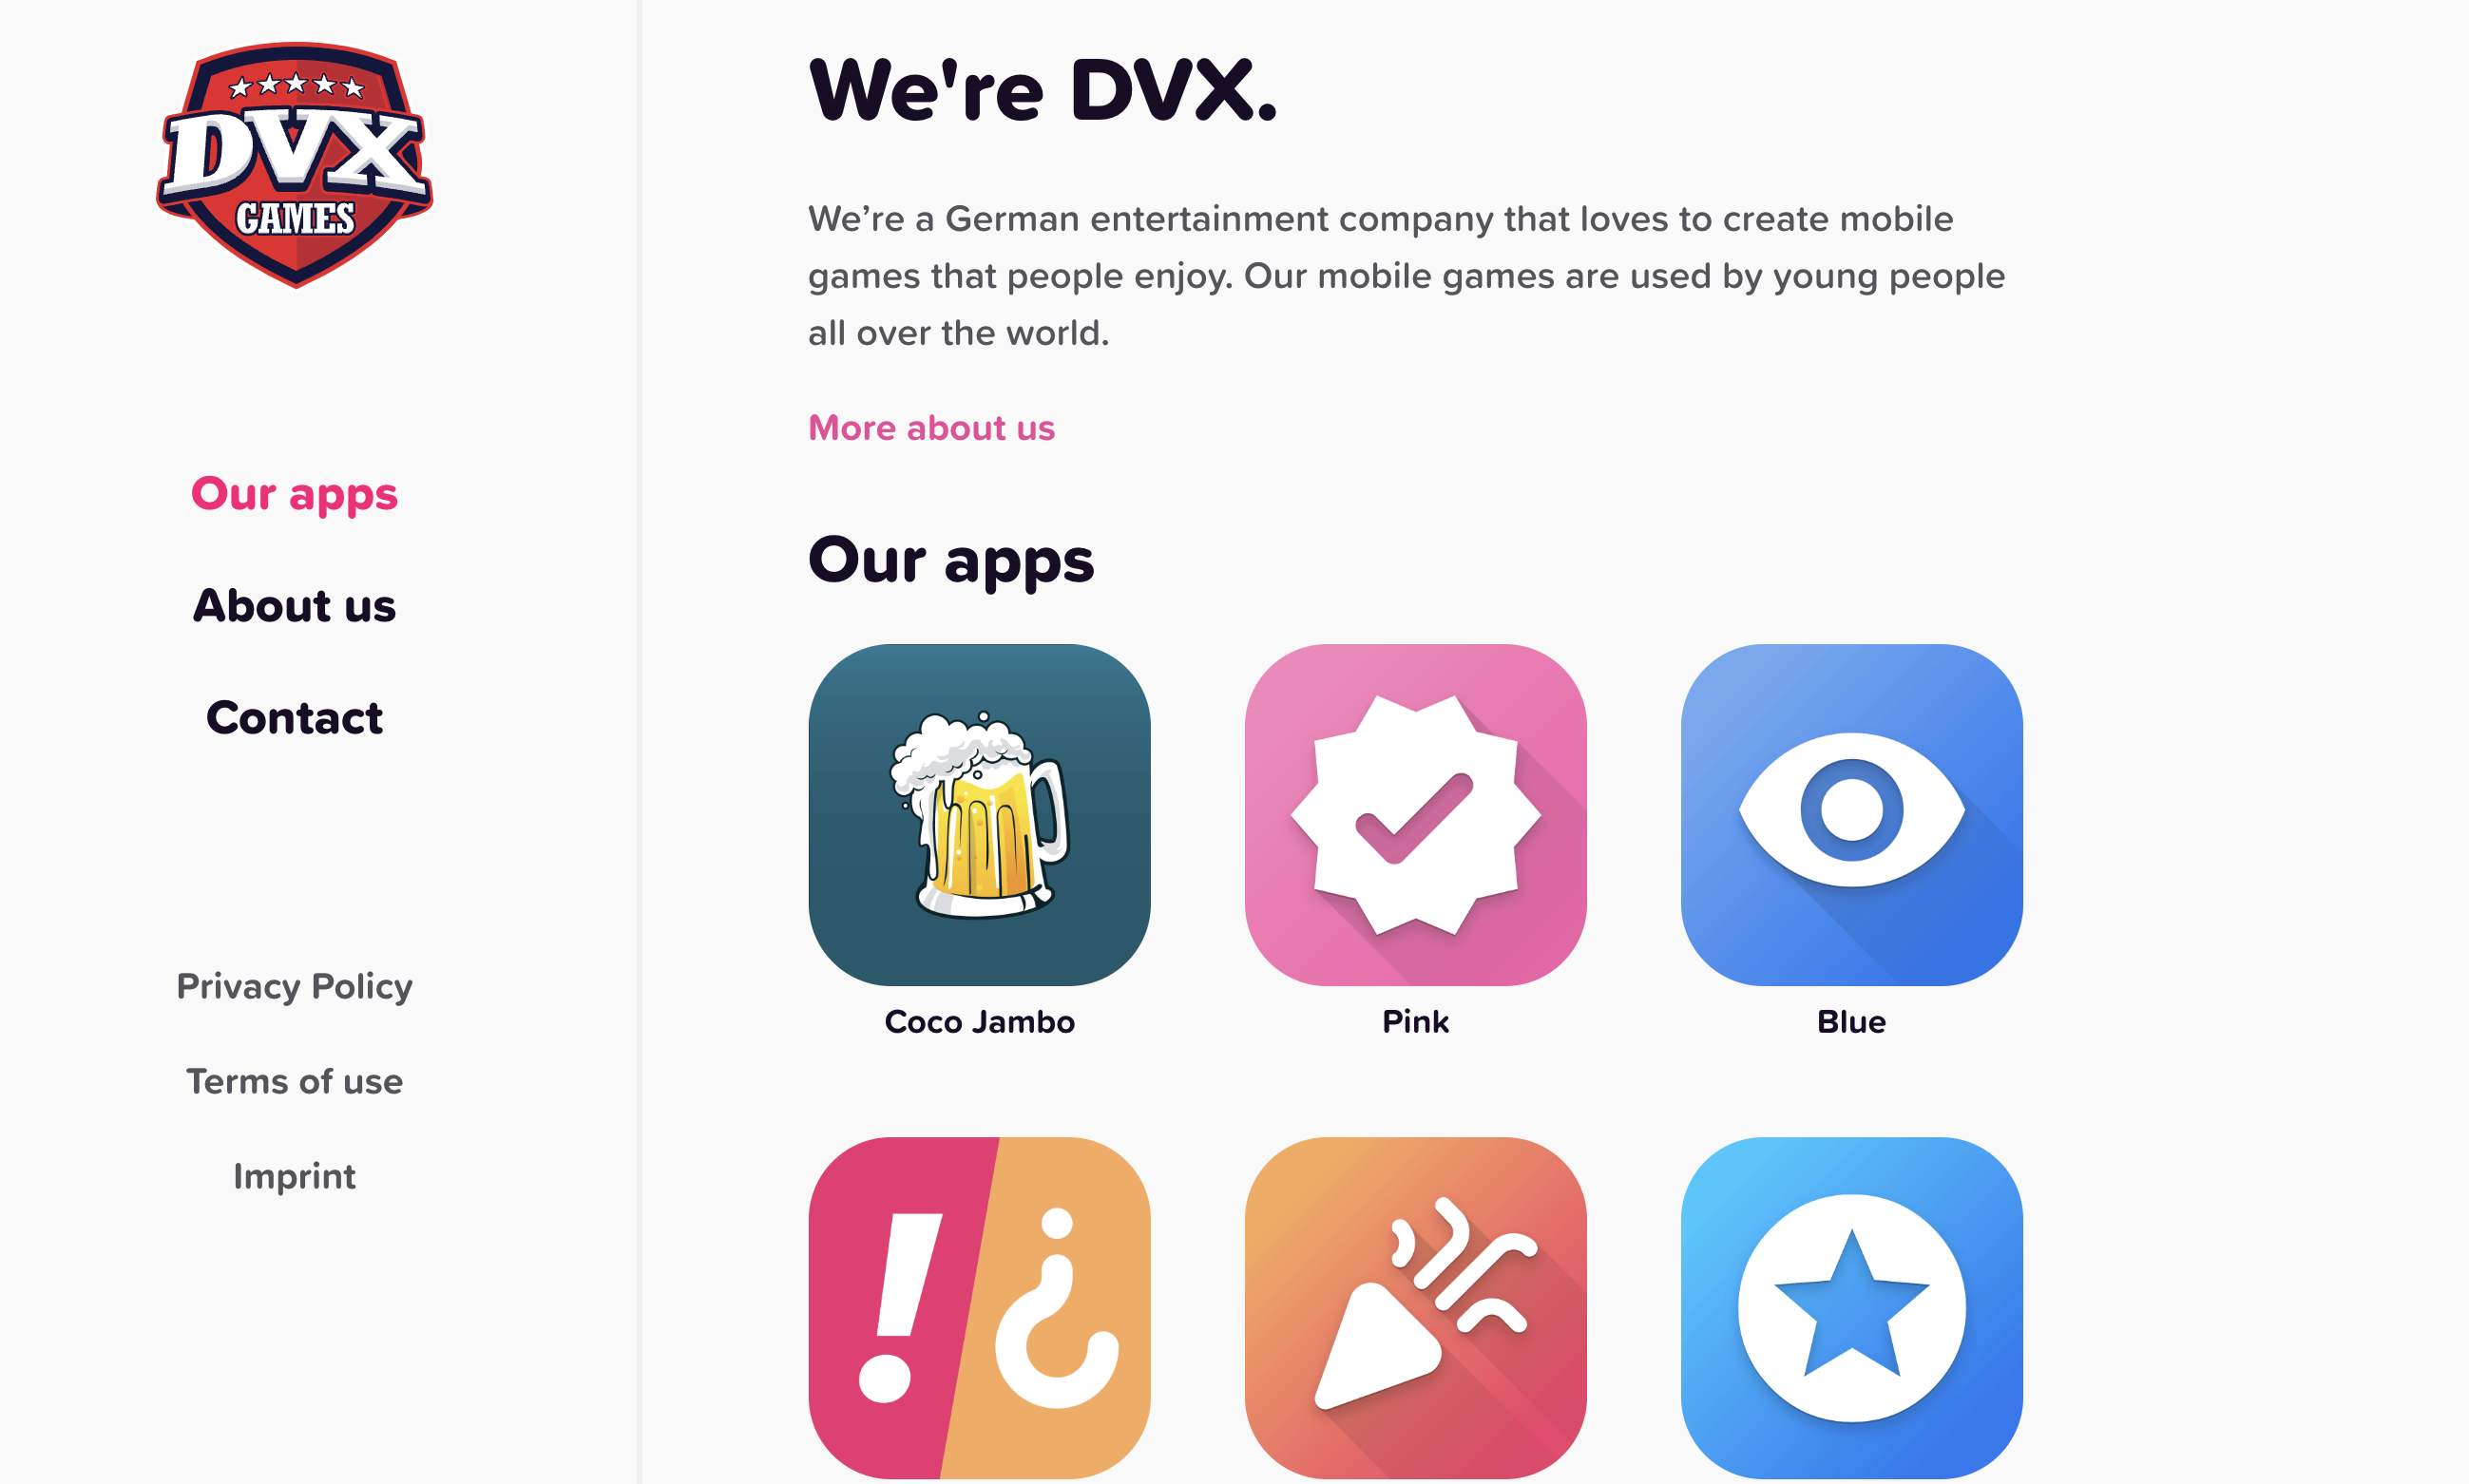 DVX
GAMES
Our apps
About us
Contact
Privacy Policy
Terms of use
Imprint
We're DVX.
We’re a German entertainment company that loves to create mobile
games that people enjoy. Our mobile games are used by young people
all over the world.
More about us
Our apps
Coco Jambo
Pink
Blue
! ¿